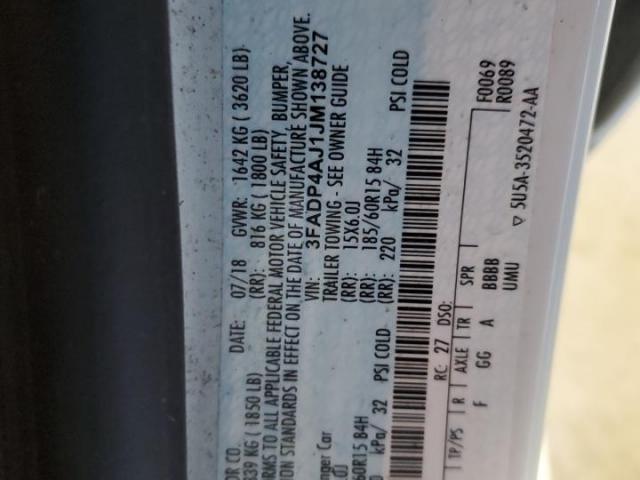 OR CO.
DATE: 07/18 GVWR: 1642 KG ( 3620 LB)
839 KG ( 1850 LB) (RR): 816 KG ( 1800 LB)
RMS TO ALL APPLICABLE FEDERAL MOTOR VEHICLE SAFETY, BUMPER,
ION STANDARDS IN EFFECT ON THE DATE OF MANUFACTURE SHOWN ABOVE.
VIN: 3FADP4AJ1JM138727
nger Car TRAILER TOWING - SEE OWNER GUIDE
(RR): 15X6.0J
60R15 84H (RR): 185/60R15 84H
32 PSI COLD (RR): 220 kPa/ 32 PSI COLD
RC: 27 DSO: F0069
R0089
TP/PS R AXLE TR SPR
F GG A BBBB
UMU
5U5A-3520472-AA